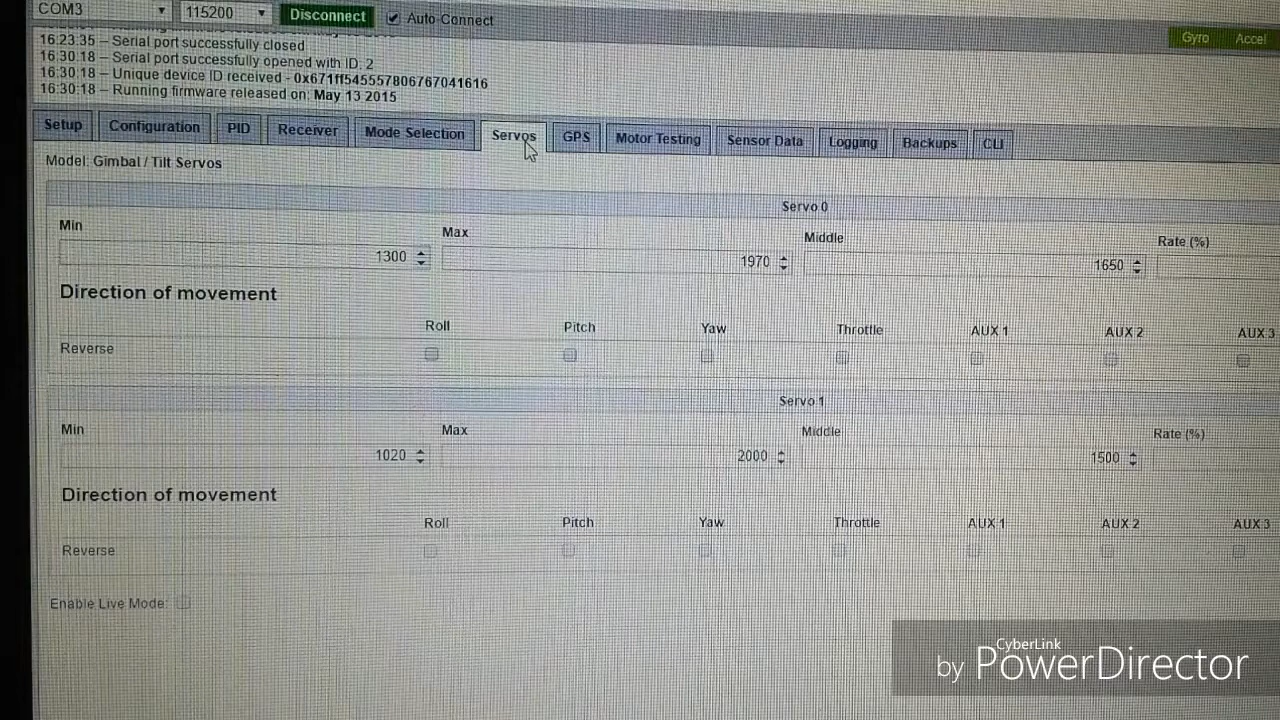 COM3 115200 Disconnect Auto-Connect
Gyro Accel
16:23:35 -- Serial port successfully closed
16:30:18 -- Serial port successfully opened with ID: 2
16:30:18 -- Unique device ID received - 0x671ff545557806767041616
16:30:18 -- Running firmware released on: May 13 2015
Setup Configuration PID Receiver Mode Selection Servos GPS Motor Testing Sensor Data Logging Backups CLI
Model: Gimbal / Tilt Servos
Servo 0
Min Max Middle Rate (%)
1300 1970 1650
Direction of movement
Roll Pitch Yaw Throttle AUX 1 AUX 2 AUX 3
Reverse
Servo 1
Min Max Middle Rate (%)
1020 2000 1500
Direction of movement
Roll Pitch Yaw Throttle AUX 1 AUX 2 AUX 3
Reverse
Enable Live Mode:
CyberLink
by PowerDirector